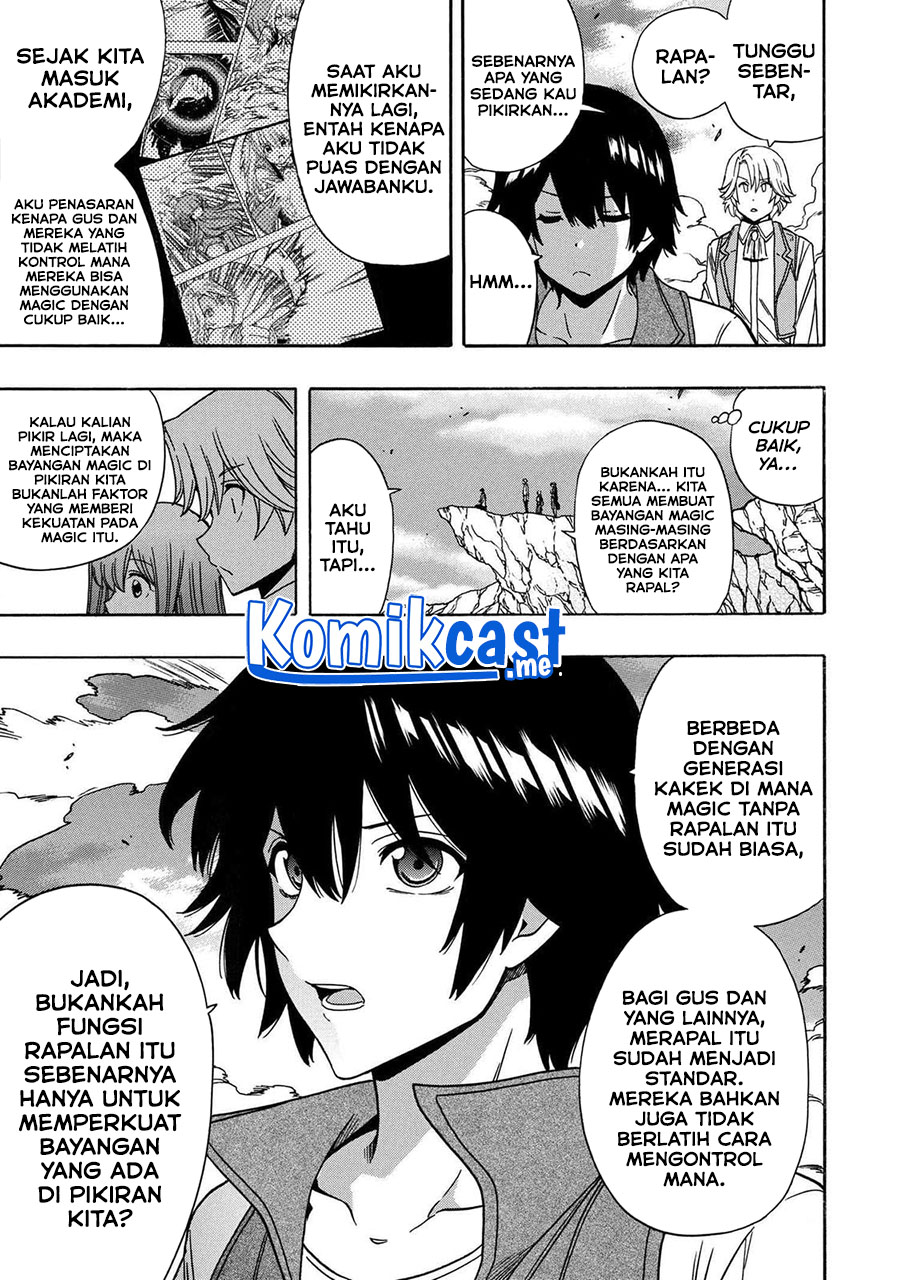 TUNGGU
SEBEN-
TAR,
RAPA-
LAN?
SEBENARNYA
APA YANG
SEDANG KAU
PIKIRKAN...
HMM...
SAAT AKU
MEMIKIRKAN-
NYA LAGI,
ENTAH KENAPA
AKU TIDAK
PUAS DENGAN
JAWABANKU.
SEJAK KITA
MASUK
AKADEMI,
AKU PENASARAN
KENAPA GUS DAN
MEREKA YANG
TIDAK MELATIH
KONTROL MANA
MEREKA BISA
MENGGUNAKAN
MAGIC DENGAN
CUKUP BAIK...
CUKUP
BAIK,
YA...
BUKANKAH ITU
KARENA... KITA
SEMUA MEMBUAT
BAYANGAN MAGIC
MASING-MASING
BERDASARKAN
DENGAN APA
YANG KITA
RAPAL?
AKU
TAHU
ITU,
TAPI...
KALAU KALIAN
PIKIR LAGI, MAKA
MENCIPTAKAN
BAYANGAN MAGIC DI
PIKIRAN KITA
BUKANLAH FAKTOR
YANG MEMBERI
KEKUATAN PADA
MAGIC ITU.
Komikcast
.me
BERBEDA
DENGAN
GENERASI
KAKEK DI MANA
MAGIC TANPA
RAPALAN ITU
SUDAH BIASA,
BAGI GUS DAN
YANG LAINNYA,
MERAPAL ITU
SUDAH MENJADI
STANDAR.
MEREKA BAHKAN
JUGA TIDAK
BERLATIH CARA
MENGONTROL
MANA.
JADI,
BUKANKAH
FUNGSI
RAPALAN ITU
SEBENARNYA
HANYA UNTUK
MEMPERKUAT
BAYANGAN
YANG ADA
DI PIKIRAN
KITA?